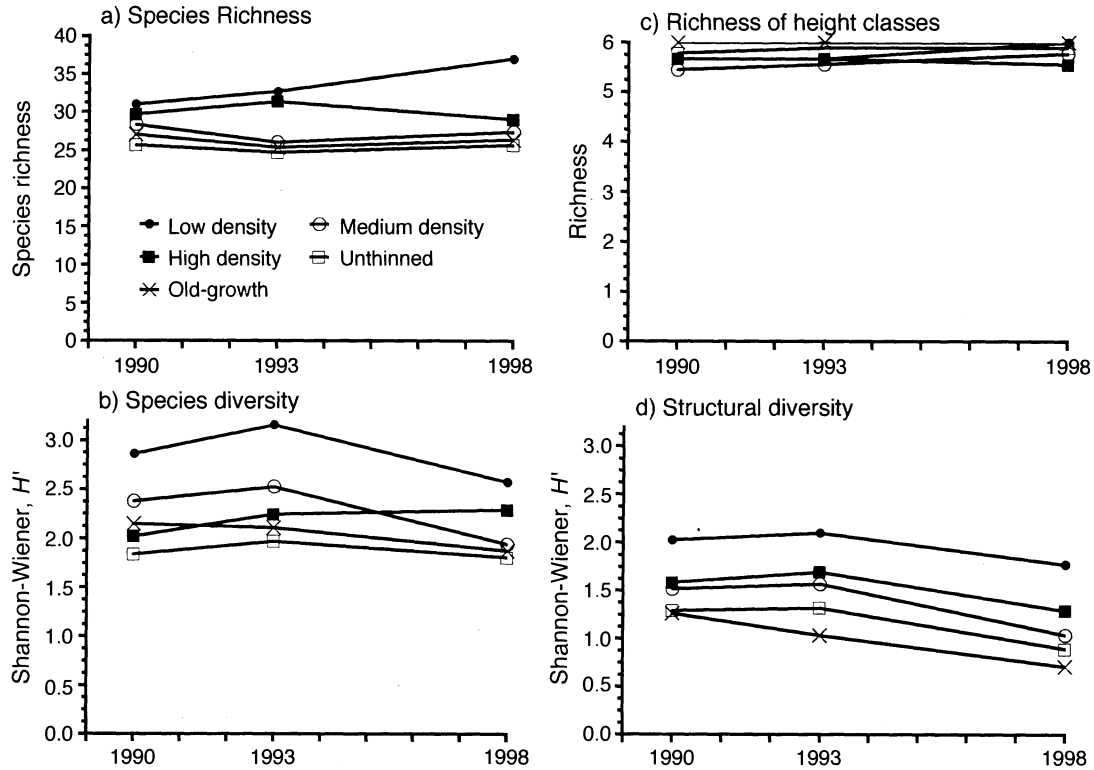 a) Species Richness
40
35
30
25
20
15
10
5
0
Species richness
Low density
Medium density
High density
Unthinned
Old-growth
1990 1993 1998
c) Richness of height classes
6
5
4
3
2
1
0
Richness
1990 1993 1998
b) Species diversity
3.0
2.5
2.0
1.5
1.0
0.5
0.0
Shannon-Wiener, H'
1990 1993 1998
d) Structural diversity
3.0
2.5
2.0
1.5
1.0
0.5
0.0
Shannon-Wiener, H'
1990 1993 1998